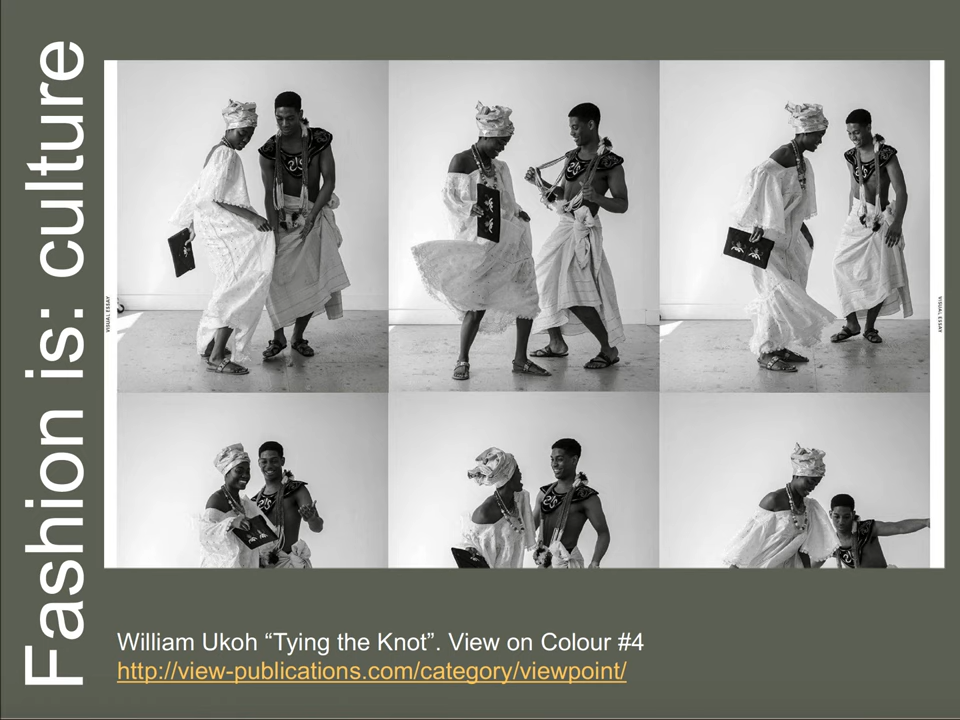 Fashion is: culture
VISUAL ESSAY
VISUAL ESSAY
William Ukoh “Tying the Knot”. View on Colour #4
http://view-publications.com/category/viewpoint/